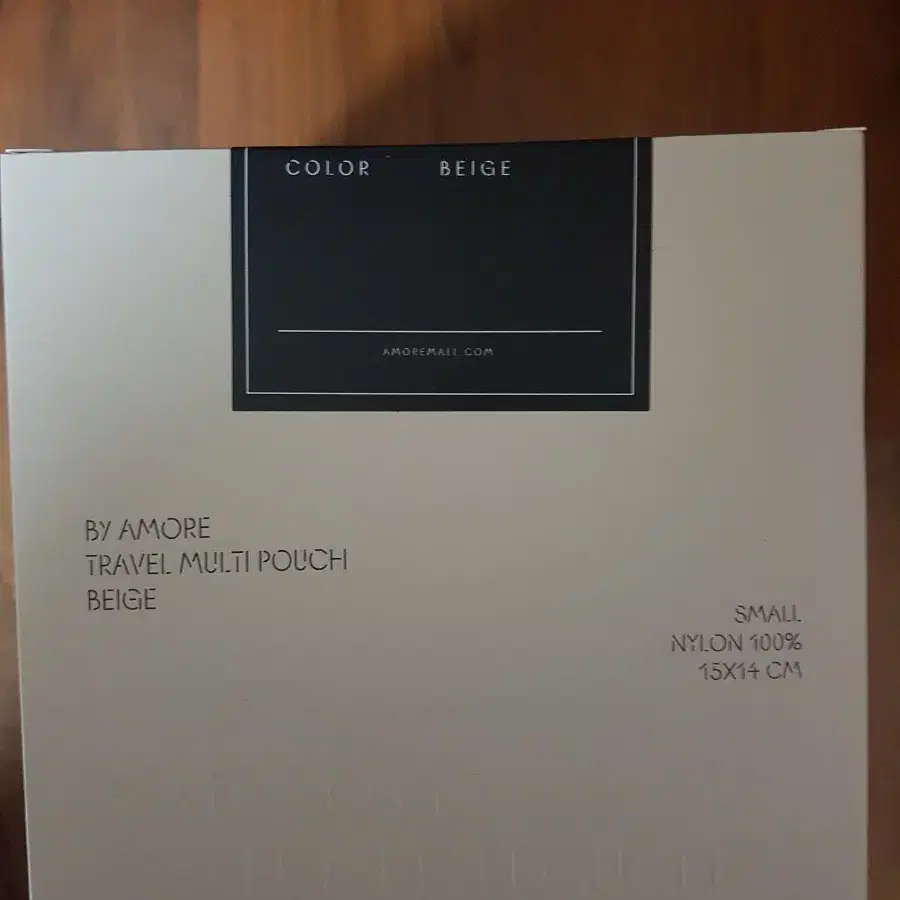 COLOR BEIGE
AMOREMALL.COM
BY AMORE
TRAVEL MULTI POUCH
BEIGE
SMALL
NYLON 100%
15X14 CM